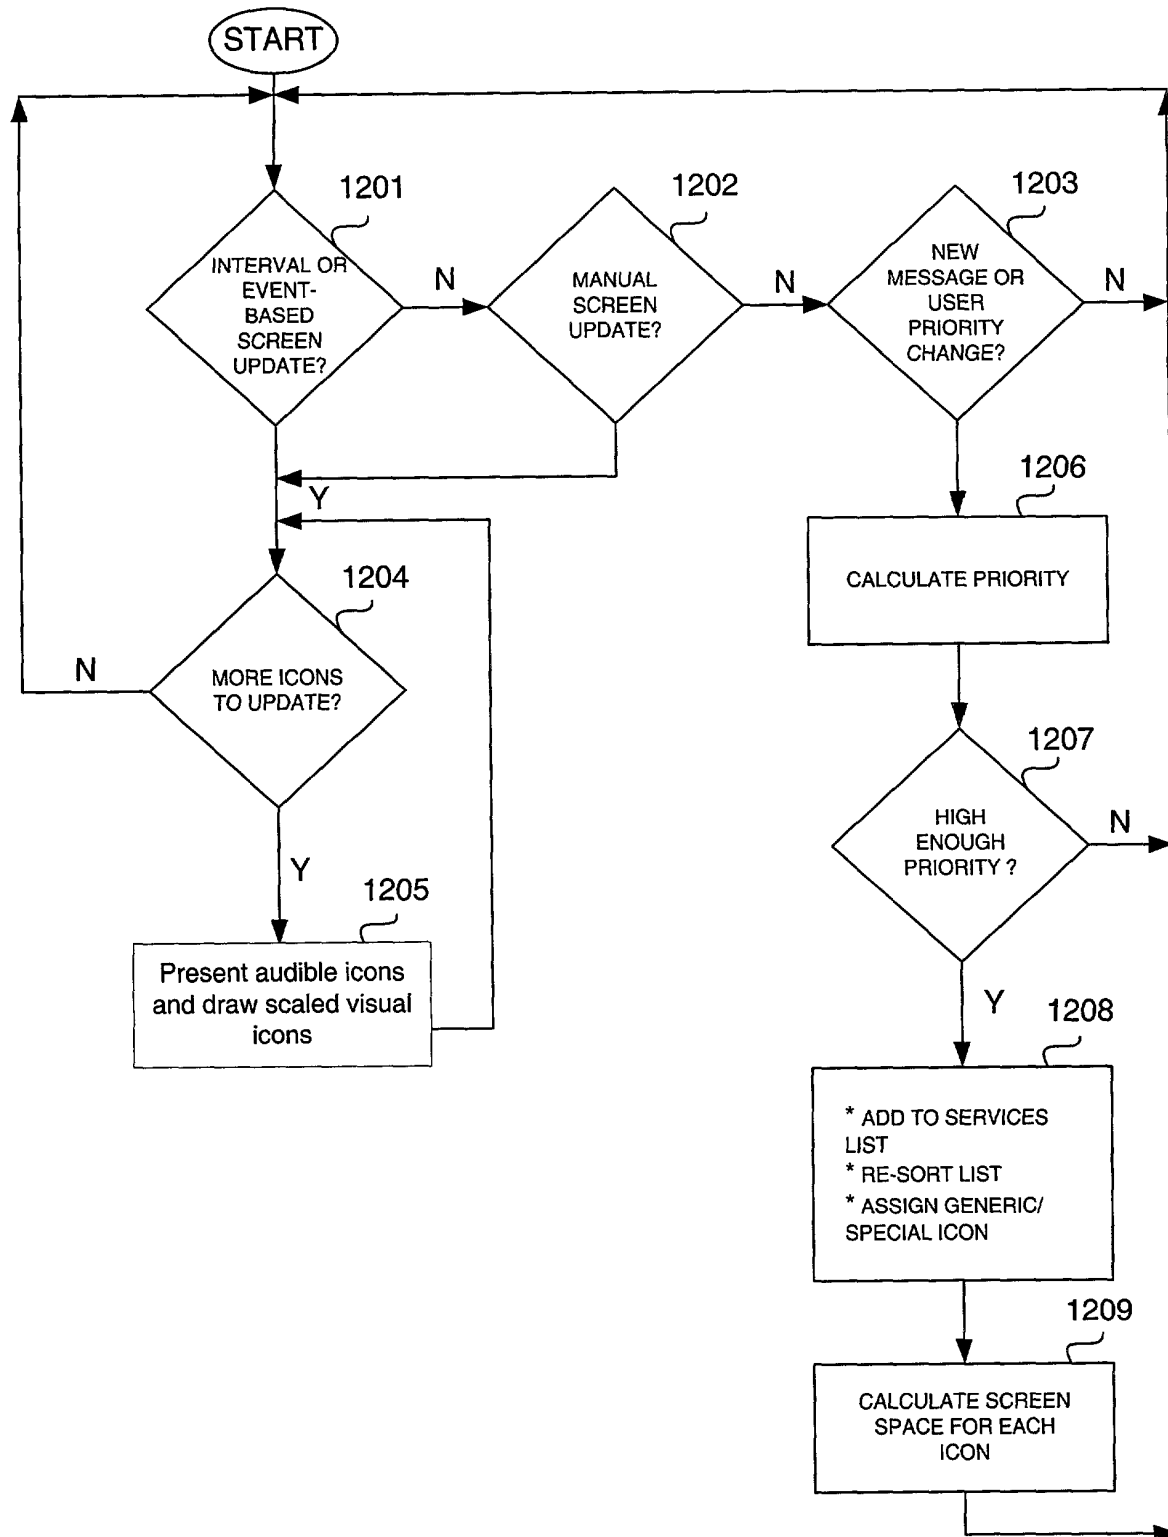 START
1201
INTERVAL OR
EVENT-
BASED
SCREEN
UPDATE?
N
1202
MANUAL
SCREEN
UPDATE?
N
1203
NEW
MESSAGE OR
USER
PRIORITY
CHANGE?
N
Y
1204
MORE ICONS
TO UPDATE?
N
Y
1205
Present audible icons
and draw scaled visual
icons
1206
CALCULATE PRIORITY
1207
HIGH
ENOUGH
PRIORITY ?
N
Y
1208
* ADD TO SERVICES
LIST
* RE-SORT LIST
* ASSIGN GENERIC/
SPECIAL ICON
1209
CALCULATE SCREEN
SPACE FOR EACH
ICON